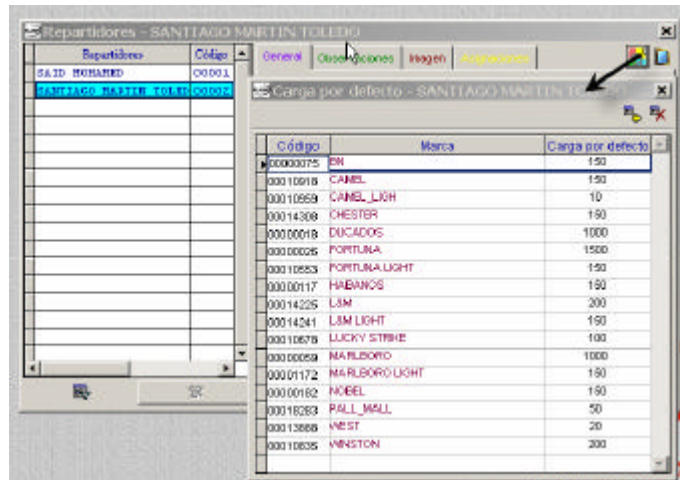 Repartidores - SANTIAGO MARTIN TOLEDO
Repartidores Código
SAID MOHAMED 00001
SANTIAGO MARTIN TOLED 00002
General Observaciones Imagen
Carga por defecto - SANTIAGO MARTIN TOLEDO
Código Marca Carga por defecto
00000075 BN 150
00010918 CAMEL 150
00010959 CAMEL_LIGH 10
00014308 CHESTER 150
00000018 DUCADOS 1000
00000026 FORTUNA 1500
00010553 FORTUNA LIGHT 150
00000117 HABANOS 150
00014225 L&M 200
00014241 L&M LIGHT 150
00010678 LUCKY STRIKE 100
00000059 MARLBORO 1000
00001172 MARLBORO LIGHT 150
00000182 NOBEL 150
00018283 PALL_MALL 50
00013868 WEST 20
00010835 WINSTON 200